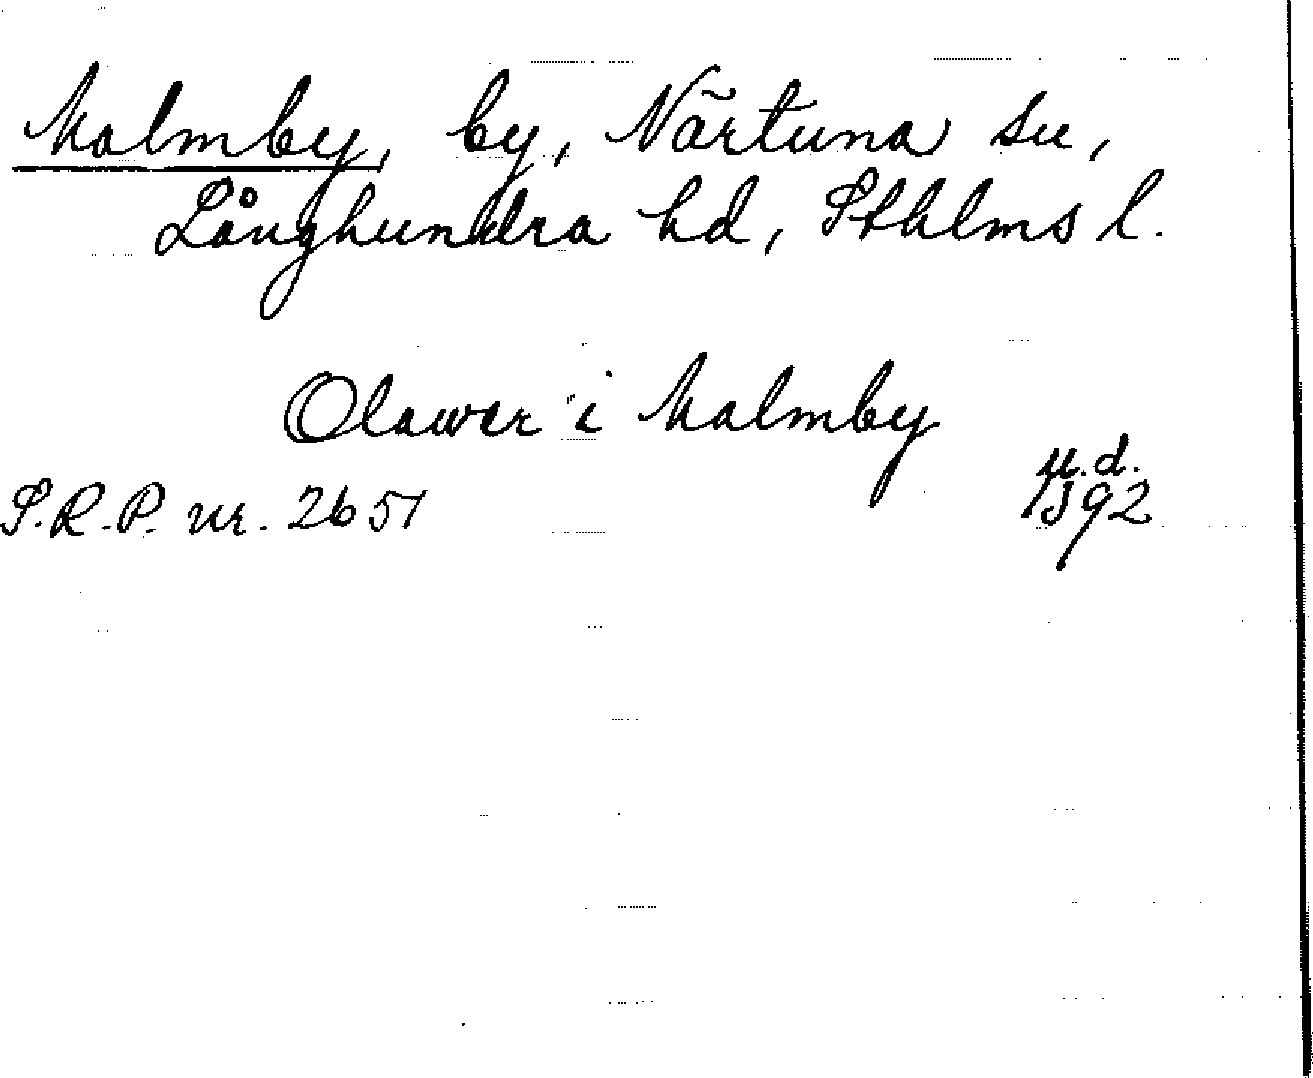 Malmby, by, Närtuna sn,
Långhundra hd, Sthlms l.
Olawer i Malmby
u.d.
S.R.P. nr. 2651 1392